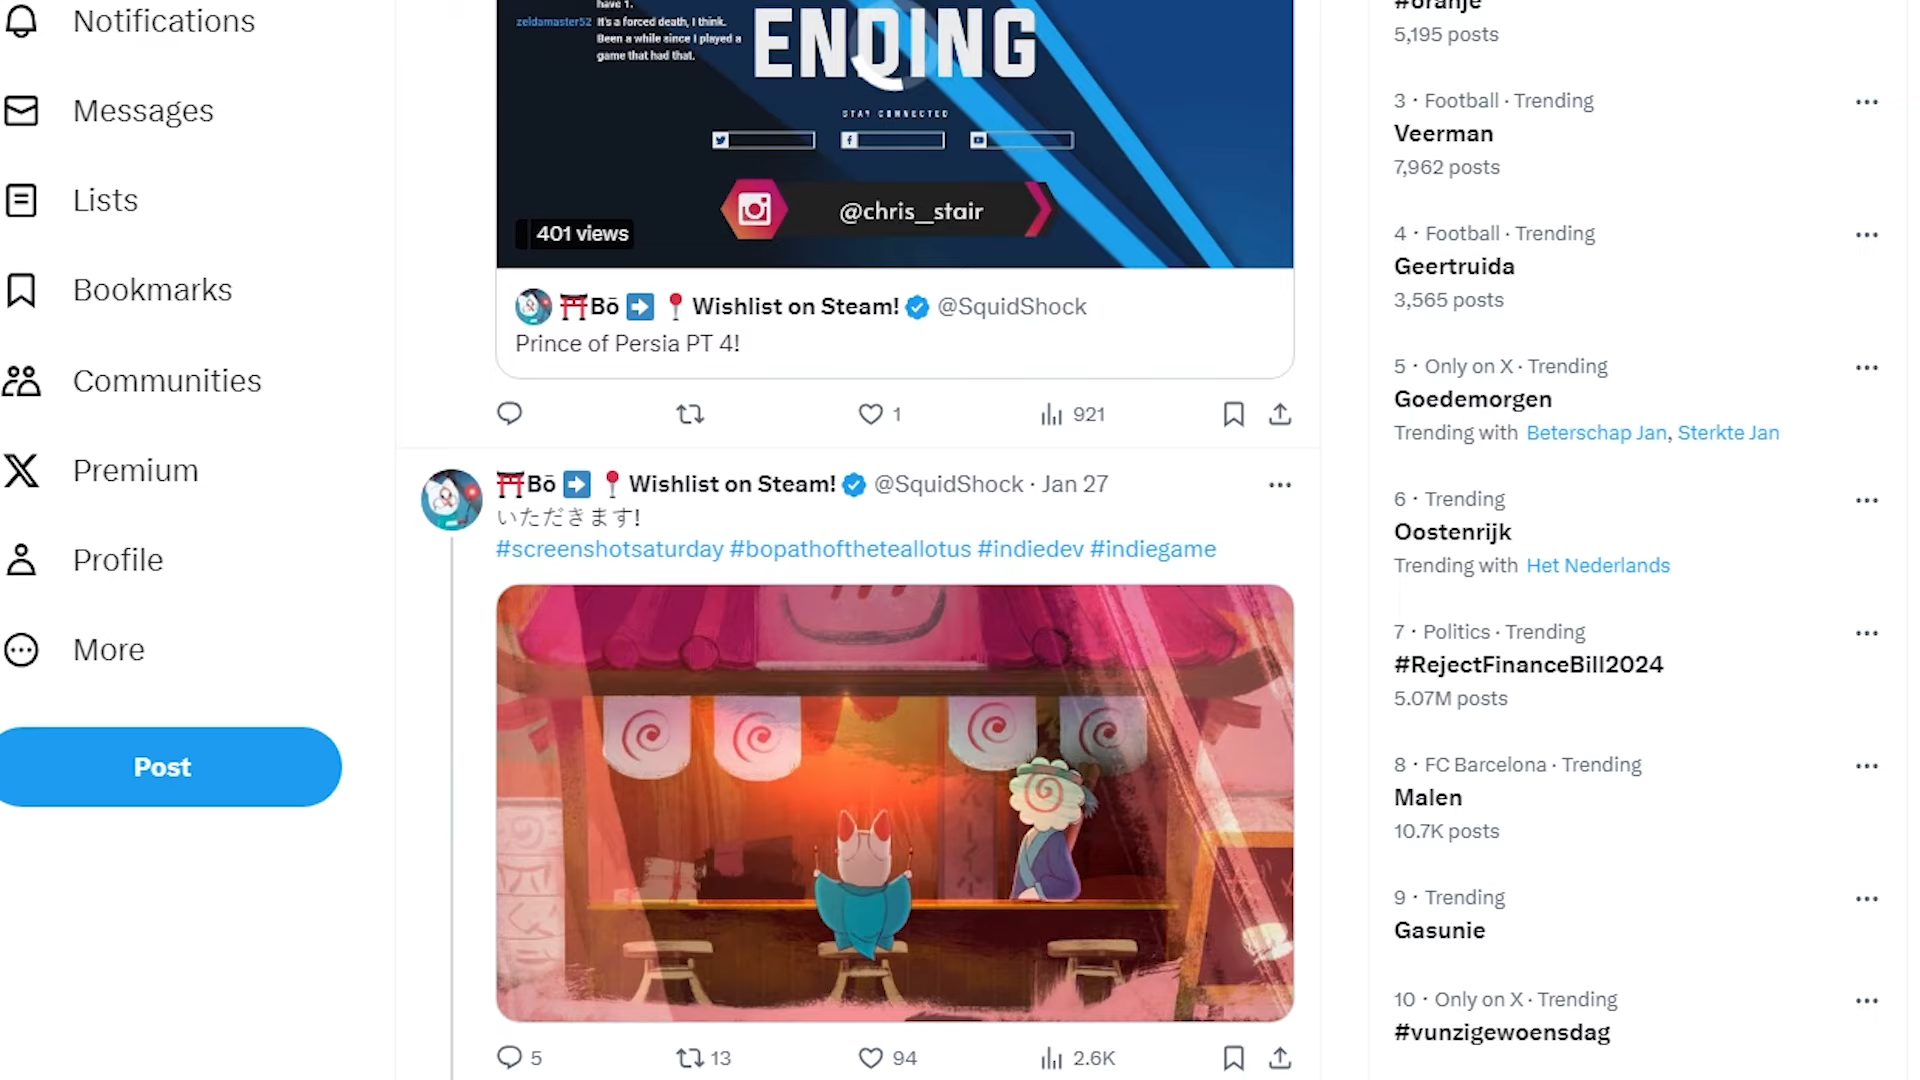 Notifications
Messages
Lists
Bookmarks
Communities
Premium
Profile
More
Post
have 1.
zeldamaster52 It's a forced death, I think.
Been a while since I played a
game that had that.
ENDING
STAY CONNECTED
@chris_stair
401 views
Bō Wishlist on Steam! @SquidShock
Prince of Persia PT 4!
1
921
Bō Wishlist on Steam! @SquidShock · Jan 27
いただきます!
#screenshotsaturday #bopathoftheteallotus #indiedev #indiegame
5
13
94
2.6K
#oranje
5,195 posts
3 · Football · Trending
Veerman
7,962 posts
4 · Football · Trending
Geertruida
3,565 posts
5 · Only on X · Trending
Goedemorgen
Trending with Beterschap Jan, Sterkte Jan
6 · Trending
Oostenrijk
Trending with Het Nederlands
7 · Politics · Trending
#RejectFinanceBill2024
5.07M posts
8 · FC Barcelona · Trending
Malen
10.7K posts
9 · Trending
Gasunie
10 · Only on X · Trending
#vunzigewoensdag